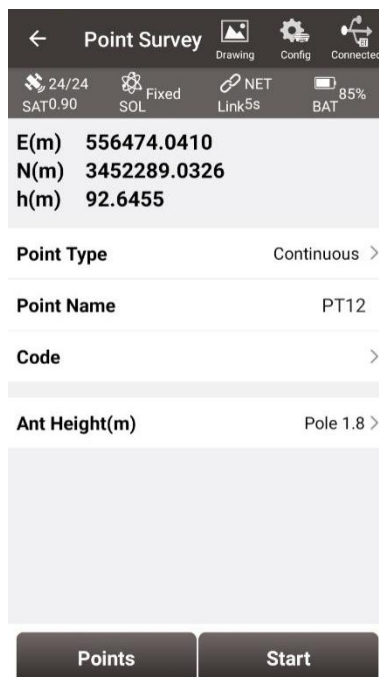 Point Survey
Drawing
Config
Connected
24/24
SAT0.90
Fixed
SOL
NET
Link5s
85%
BAT
E(m) 556474.0410
N(m) 3452289.0326
h(m) 92.6455
Point Type Continuous
Point Name PT12
Code
Ant Height(m) Pole 1.8
Points Start